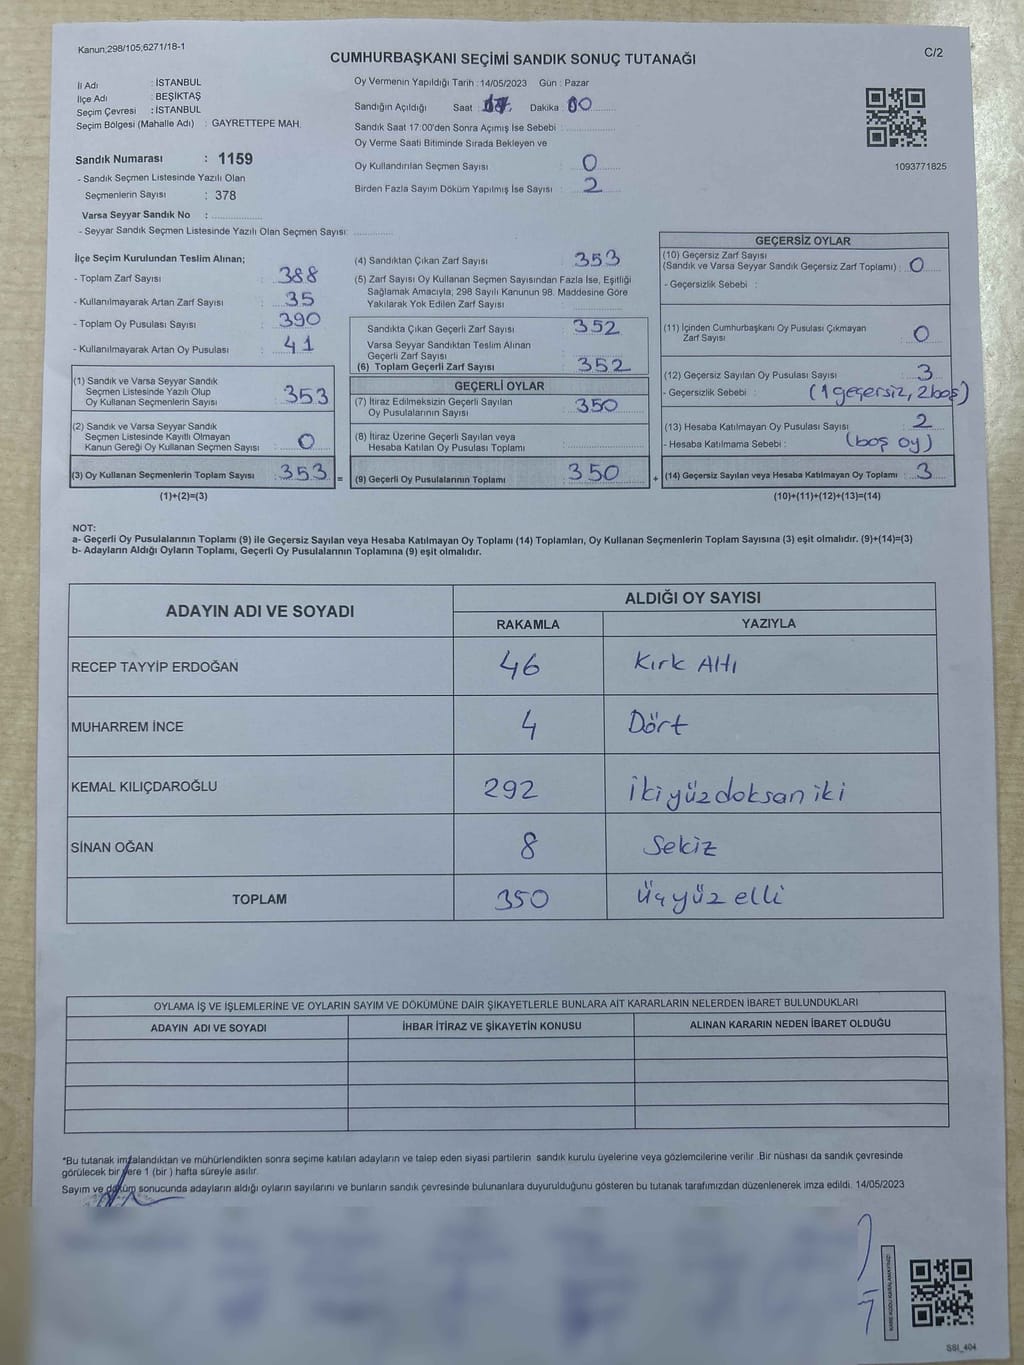 Kanun;298/105;6271/18-1
C/2
CUMHURBAŞKANI SEÇİMİ SANDIK SONUÇ TUTANAĞI
İl Adı : İSTANBUL
İlçe Adı : BEŞİKTAŞ
Seçim Çevresi : İSTANBUL
Seçim Bölgesi (Mahalle Adı) : GAYRETTEPE MAH.
Sandık Numarası : 1159
- Sandık Seçmen Listesinde Yazılı Olan
Seçmenlerin Sayısı : 378
Varsa Seyyar Sandık No :
- Seyyar Sandık Seçmen Listesinde Yazılı Olan Seçmen Sayısı:
Oy Vermenin Yapıldığı Tarih : 14/05/2023 Gün : Pazar
Sandığın Açıldığı Saat : 17. Dakika : 00
Sandık Saat 17:00'den Sonra Açımış İse Sebebi :
Oy Verme Saati Bitiminde Sırada Bekleyen ve
Oy Kullandırılan Seçmen Sayısı : 0
Birden Fazla Sayım Döküm Yapılmış İse Sayısı : 2
1093771825
İlçe Seçim Kurulundan Teslim Alınan;
- Toplam Zarf Sayısı : 388
- Kullanılmayarak Artan Zarf Sayısı : 35
- Toplam Oy Pusulası Sayısı : 390
- Kullanılmayarak Artan Oy Pusulası : 41
(1) Sandık ve Varsa Seyyar Sandık
Seçmen Listesinde Yazılı Olup
Oy Kullanan Seçmenlerin Sayısı : 353
(2) Sandık ve Varsa Seyyar Sandık
Seçmen Listesinde Kayıtlı Olmayan
Kanun Gereği Oy Kullanan Seçmen Sayısı : 0
(3) Oy Kullanan Seçmenlerin Toplam Sayısı : 353
(1)+(2)=(3)
(4) Sandıktan Çıkan Zarf Sayısı : 353
(5) Zarf Sayısı Oy Kullanan Seçmen Sayısından Fazla İse, Eşitliği
Sağlamak Amacıyla, 298 Sayılı Kanunun 98. Maddesine Göre
Yakılarak Yok Edilen Zarf Sayısı :
Sandıkta Çıkan Geçerli Zarf Sayısı : 352
Varsa Seyyar Sandıktan Teslim Alınan
Geçerli Zarf Sayısı :
(6) Toplam Geçerli Zarf Sayısı : 352
GEÇERLİ OYLAR
(7) İtiraz Edilmeksizin Geçerli Sayılan
Oy Pusulalarının Sayısı : 350
(8) İtiraz Üzerine Geçerli Sayılan veya
Hesaba Katılan Oy Pusulası Toplamı :
= (9) Geçerli Oy Pusulalarının Toplamı : 350
GEÇERSİZ OYLAR
(10) Geçersiz Zarf Sayısı
(Sandık ve Varsa Seyyar Sandık Geçersiz Zarf Toplamı) : 0
- Geçersizlik Sebebi :
(11) İçinden Cumhurbaşkanı Oy Pusulası Çıkmayan
Zarf Sayısı : 0
(12) Geçersiz Sayılan Oy Pusulası Sayısı : 3
- Geçersizlik Sebebi : (1 geçersiz, 2 boş)
(13) Hesaba Katılmayan Oy Pusulası Sayısı : 2
- Hesaba Katılmama Sebebi : (boş oy)
+ (14) Geçersiz Sayılan veya Hesaba Katılmayan Oy Toplamı : 3
(10)+(11)+(12)+(13)=(14)
NOT:
a- Geçerli Oy Pusulalarının Toplamı (9) ile Geçersiz Sayılan veya Hesaba Katılmayan Oy Toplamı (14) Toplamları, Oy Kullanan Seçmenlerin Toplam Sayısına (3) eşit olmalıdır. (9)+(14)=(3)
b- Adayların Aldığı Oyların Toplamı, Geçerli Oy Pusulalarının Toplamına (9) eşit olmalıdır.
ADAYIN ADI VE SOYADI ALDIĞI OY SAYISI
RAKAMLA YAZIYLA
RECEP TAYYİP ERDOĞAN 46 Kırk Altı
MUHARREM İNCE 4 Dört
KEMAL KILIÇDAROĞLU 292 ikiyüzdoksan iki
SİNAN OĞAN 8 Sekiz
TOPLAM 350 Üçyüz elli
OYLAMA İŞ VE İŞLEMLERİNE VE OYLARIN SAYIM VE DÖKÜMÜNE DAİR ŞİKAYETLERLE BUNLARA AİT KARARLARIN NELERDEN İBARET BULUNDUKLARI
ADAYIN ADI VE SOYADI İHBAR İTİRAZ VE ŞİKAYETİN KONUSU ALINAN KARARIN NEDEN İBARET OLDUĞU
*Bu tutanak imzalandıktan ve mühürlendikten sonra seçime katılan adayların ve talep eden siyasi partilerin sandık kurulu üyelerine veya gözlemcilerine verilir .Bir nüshası da sandık çevresinde
görülecek bir yere 1 (bir ) hafta süreyle asılır.
Sayım ve döküm sonucunda adayların aldığı oyların sayılarını ve bunların sandık çevresinde bulunanlara duyurulduğunu gösteren bu tutanak tarafımızdan düzenlenerek imza edildi. 14/05/2023
SSI_404